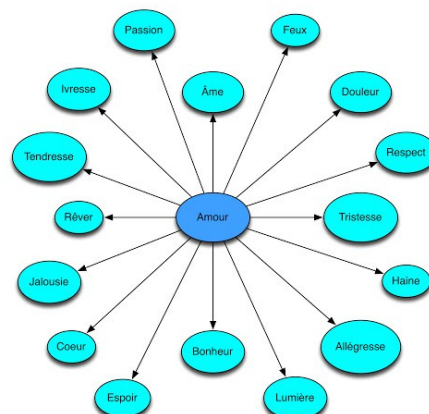 Passion
Feux
Ivresse
Âme
Douleur
Tendresse
Respect
Rêver
Amour
Tristesse
Jalousie
Haine
Coeur
Bonheur
Allégresse
Espoir
Lumière